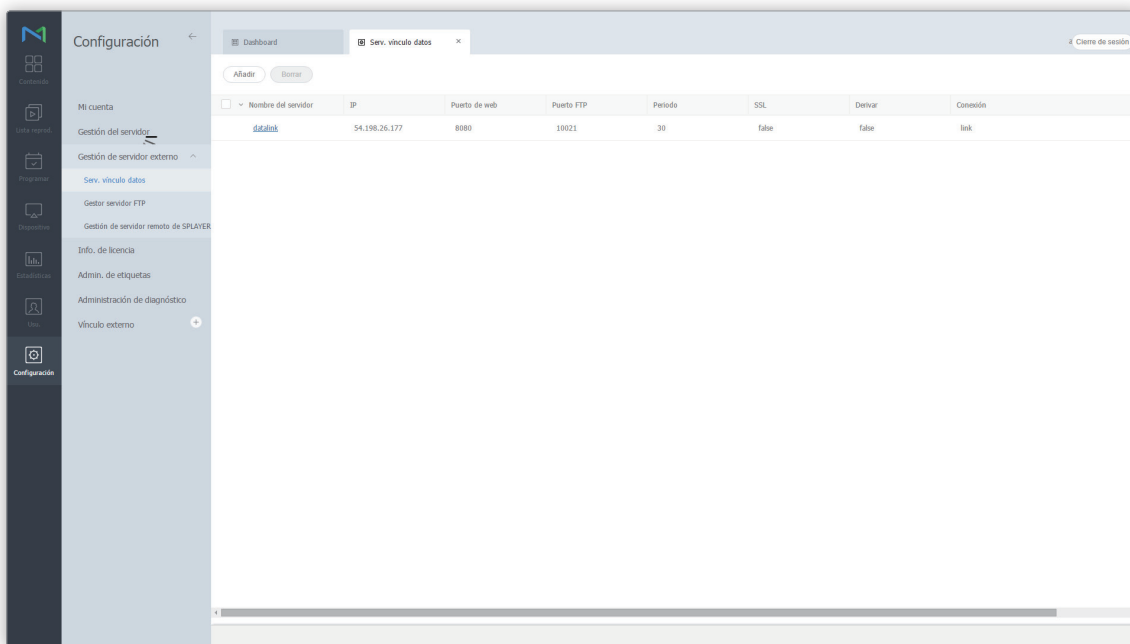 Configuración
←
Dashboard
Serv. vínculo datos ×
Cierre de sesión
Añadir
Borrar
Contenido
Lista reprod.
Programar
Dispositivo
Estadísticas
Usu.
Configuración
Mi cuenta
Gestión del servidor
Gestión de servidor externo
Serv. vínculo datos
Gestor servidor FTP
Gestión de servidor remoto de SPLAYER
Info. de licencia
Admin. de etiquetas
Administración de diagnóstico
Vínculo externo +
Nombre del servidor IP Puerto de web Puerto FTP Periodo SSL Derivar Conexión
datalink 54.198.26.177 8080 10021 30 false false link